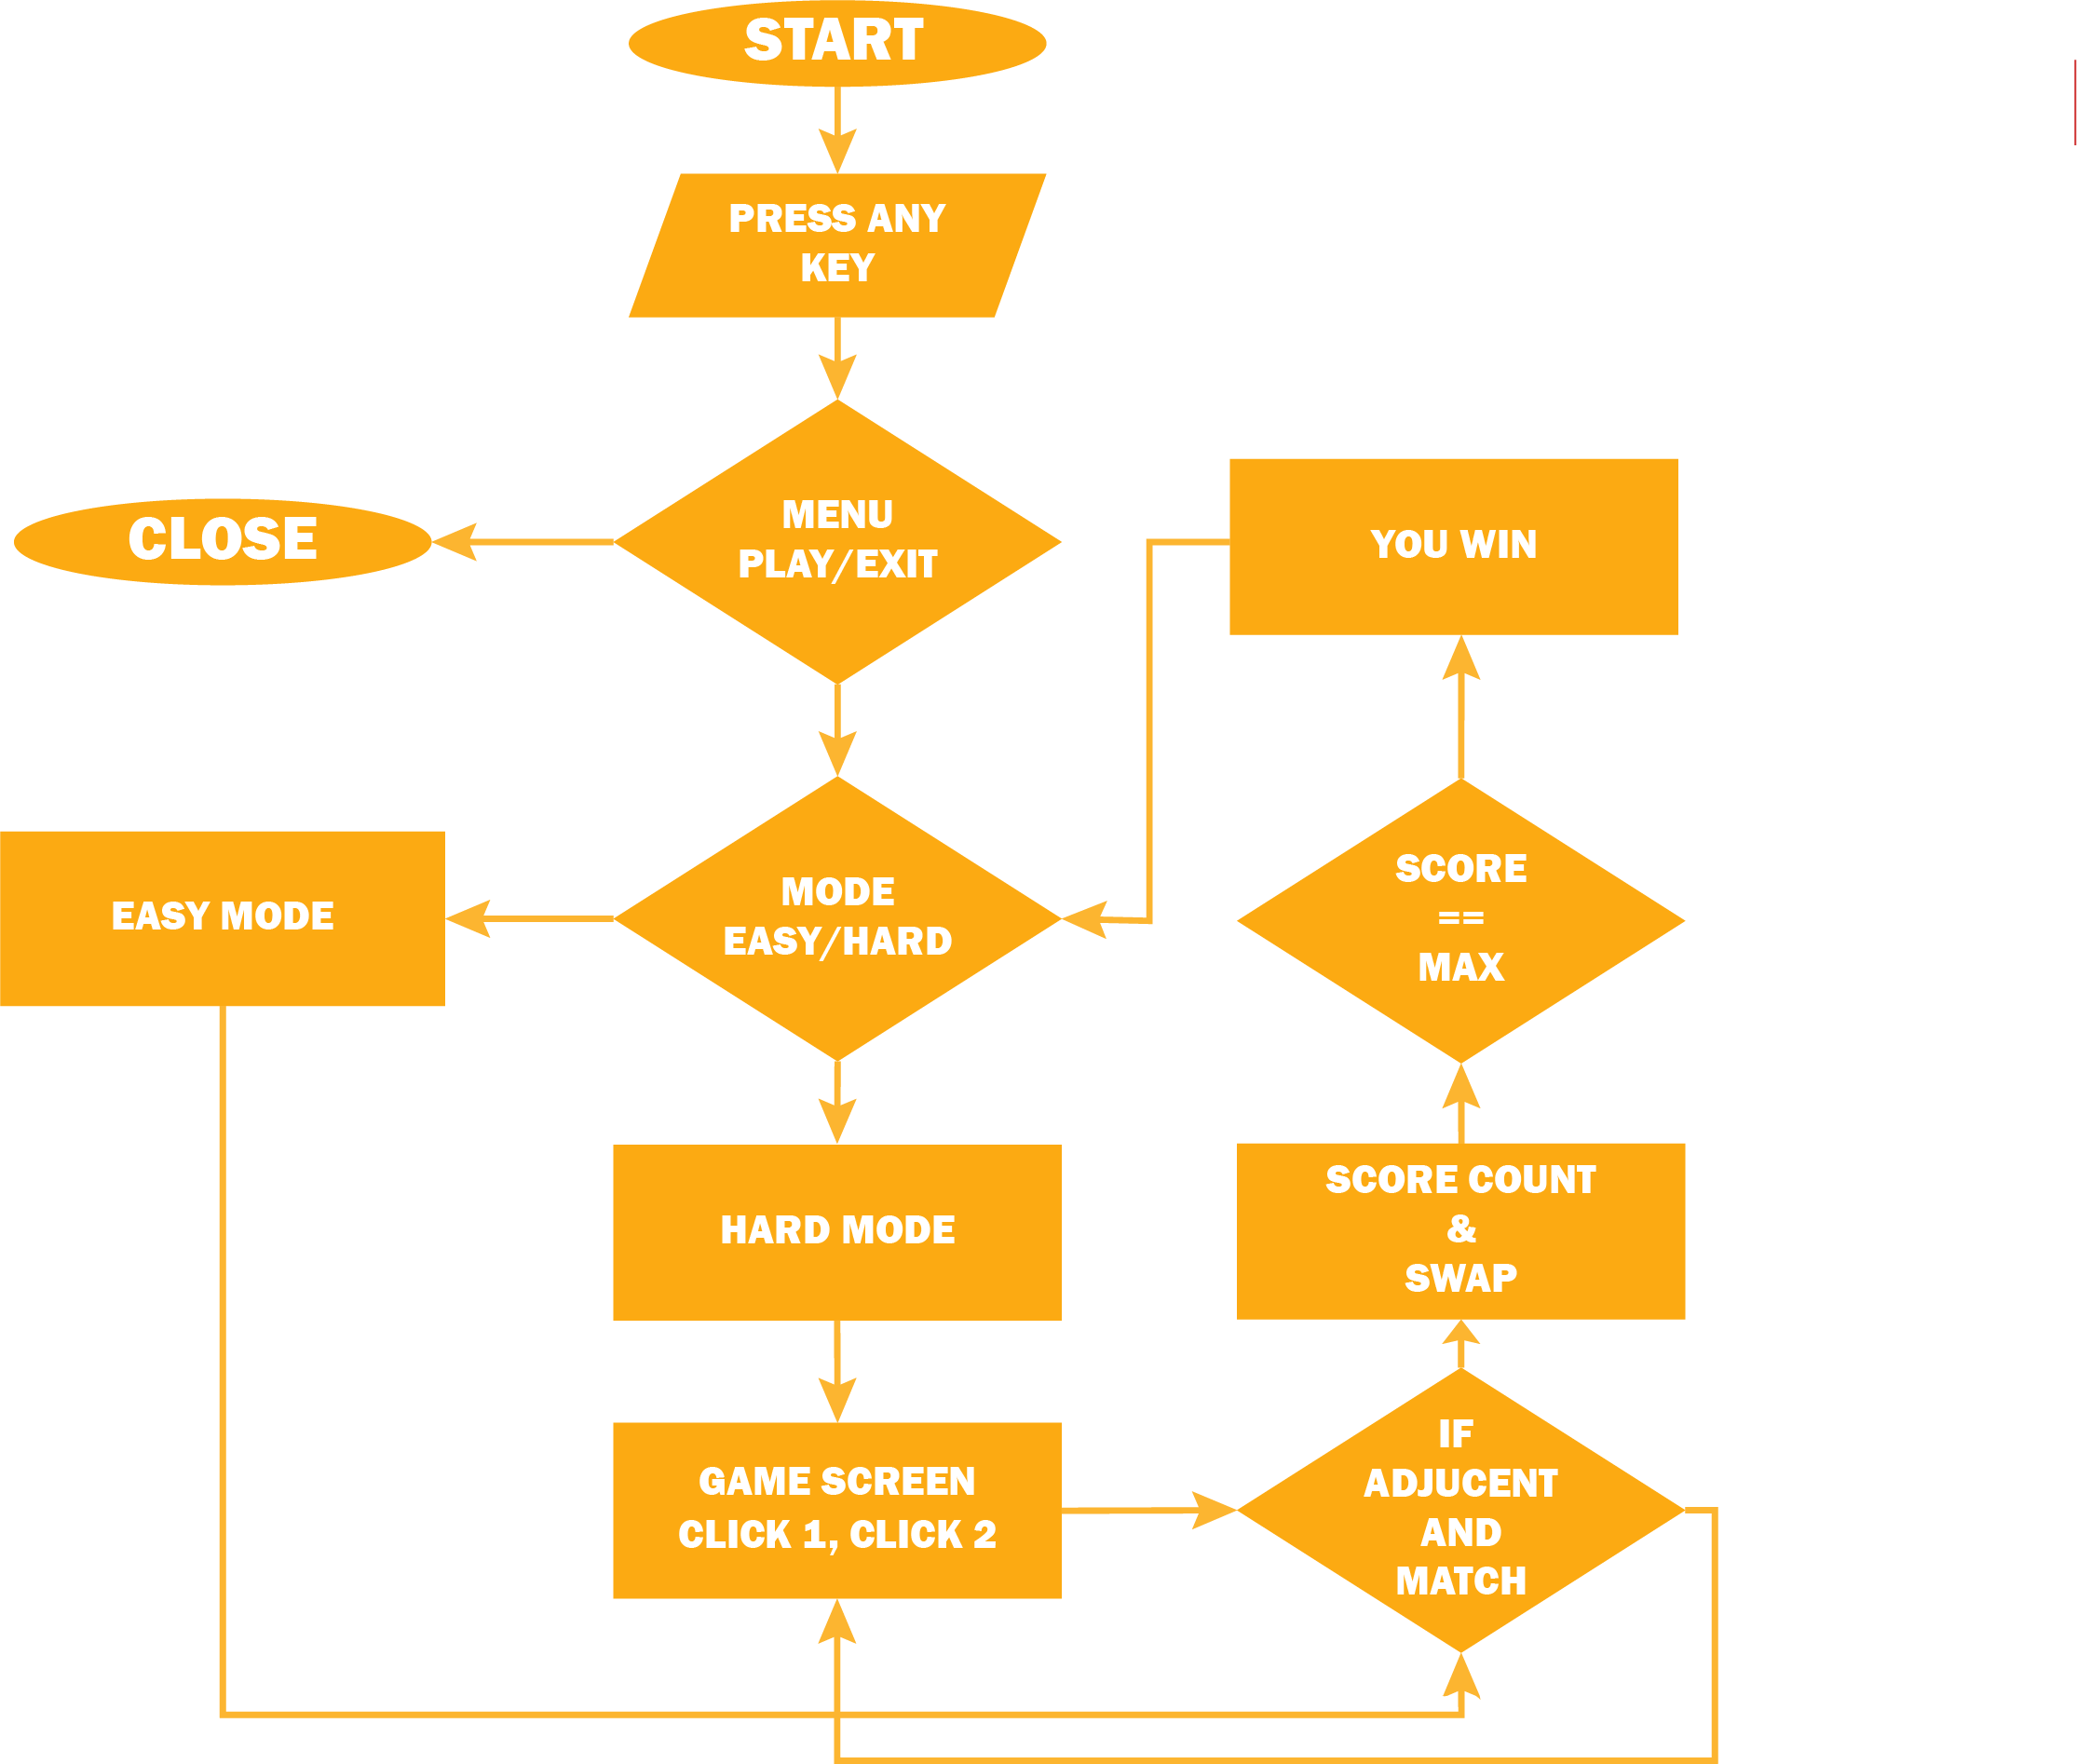 START
PRESS ANY
KEY
MENU
PLAY/EXIT
CLOSE
YOU WIN
MODE
EASY/HARD
EASY MODE
SCORE
==
MAX
HARD MODE
SCORE COUNT
&
SWAP
GAME SCREEN
CLICK 1, CLICK 2
IF
ADJUCENT
AND
MATCH